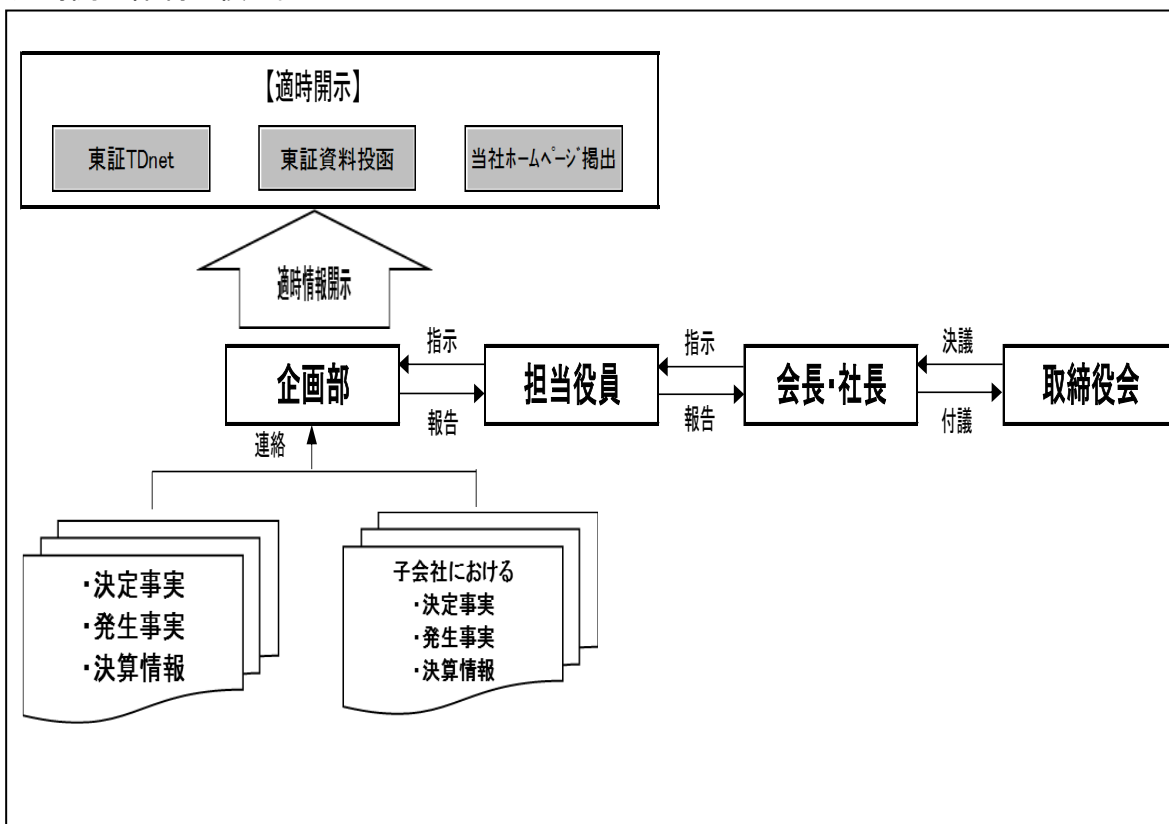 【適時開示】
東証TDnet
東証資料投函
当社ホームページ掲出
適時情報開示
指示
指示
決議
企画部
担当役員
会長・社長
取締役会
報告
報告
付議
連絡
・決定事実
・発生事実
・決算情報
子会社における
・決定事実
・発生事実
・決算情報